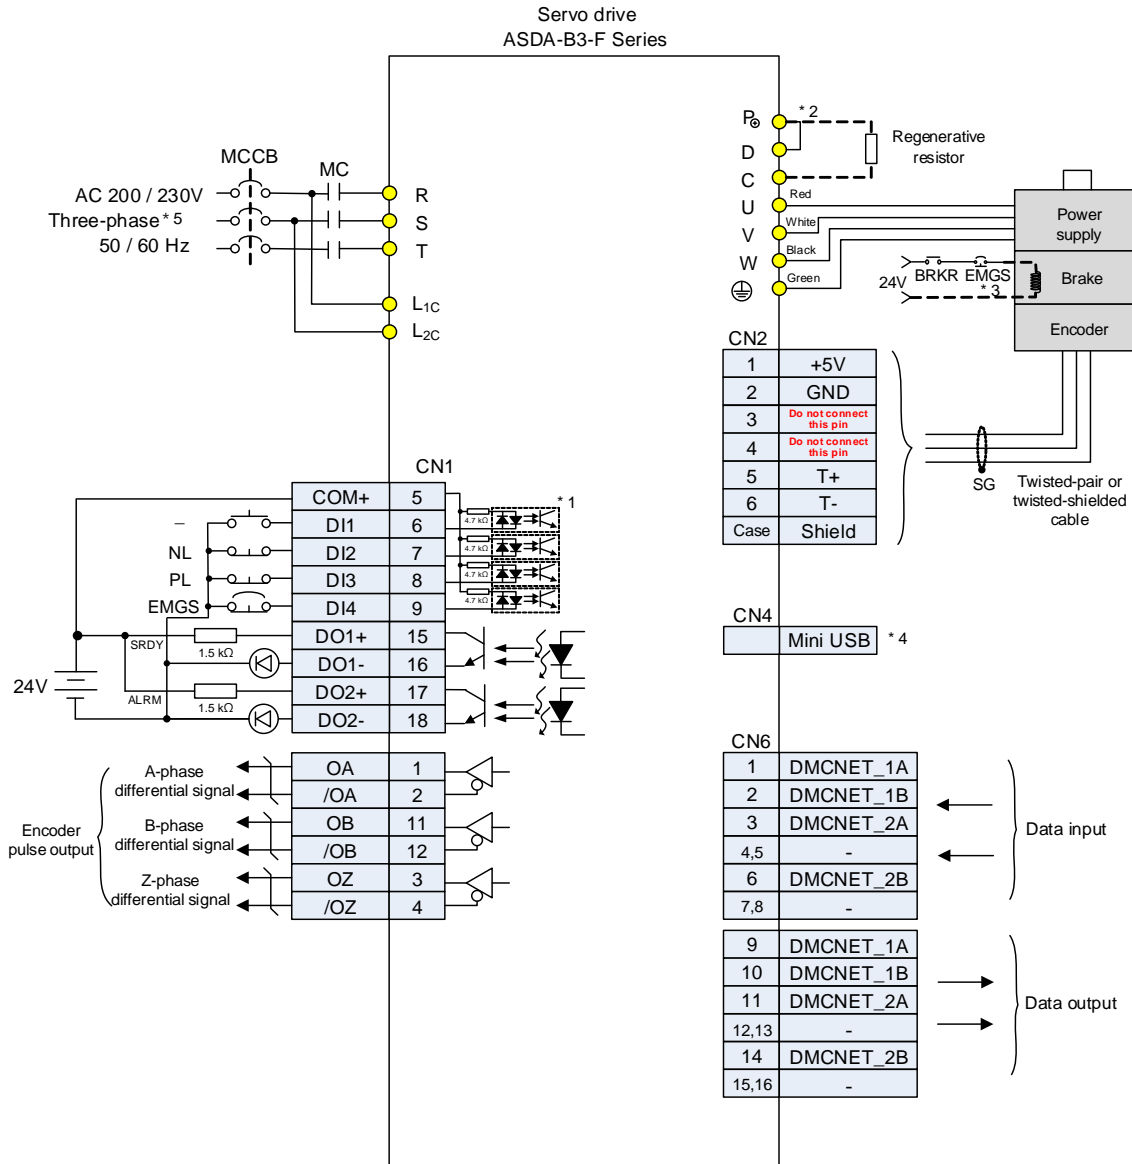 Servo drive
ASDA-B3-F Series
MCCB
MC
AC 200 / 230V
Three-phase * 5
50 / 60 Hz
R
S
T
L1C
L2C
P⊕
* 2
D
C
U
V
W
Regenerative
resistor
Red
White
Black
Green
24V
BRKR
EMGS
* 3
Power
supply
Brake
Encoder
CN2
1 +5V
2 GND
3 Do not connect
this pin
4 Do not connect
this pin
5 T+
6 T-
Case Shield
SG
Twisted-pair or
twisted-shielded
cable
CN1
COM+ 5
– DI1 6
NL DI2 7
PL DI3 8
EMGS DI4 9
* 1
4.7 kΩ
4.7 kΩ
4.7 kΩ
4.7 kΩ
SRDY
1.5 kΩ
DO1+ 15
DO1- 16
24V
ALRM
1.5 kΩ
DO2+ 17
DO2- 18
CN4
Mini USB * 4
Encoder
pulse output
A-phase
differential signal
OA 1
/OA 2
B-phase
differential signal
OB 11
/OB 12
Z-phase
differential signal
OZ 3
/OZ 4
CN6
1 DMCNET_1A
2 DMCNET_1B
3 DMCNET_2A
4,5 -
6 DMCNET_2B
7,8 -
Data input
9 DMCNET_1A
10 DMCNET_1B
11 DMCNET_2A
12,13 -
14 DMCNET_2B
15,16 -
Data output